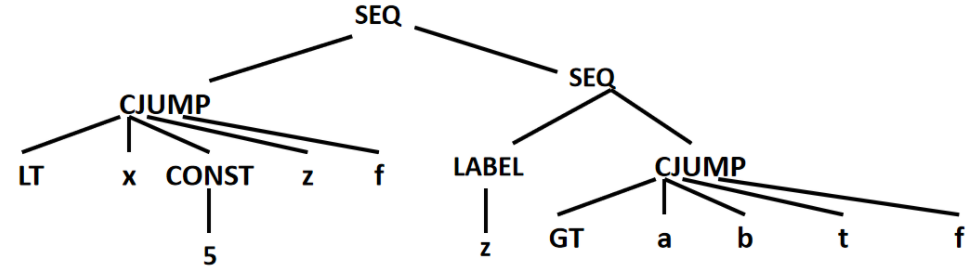 SEQ
SEQ
CJUMP
LABEL CJUMP
LT x CONST z f
GT a b t f
5 z